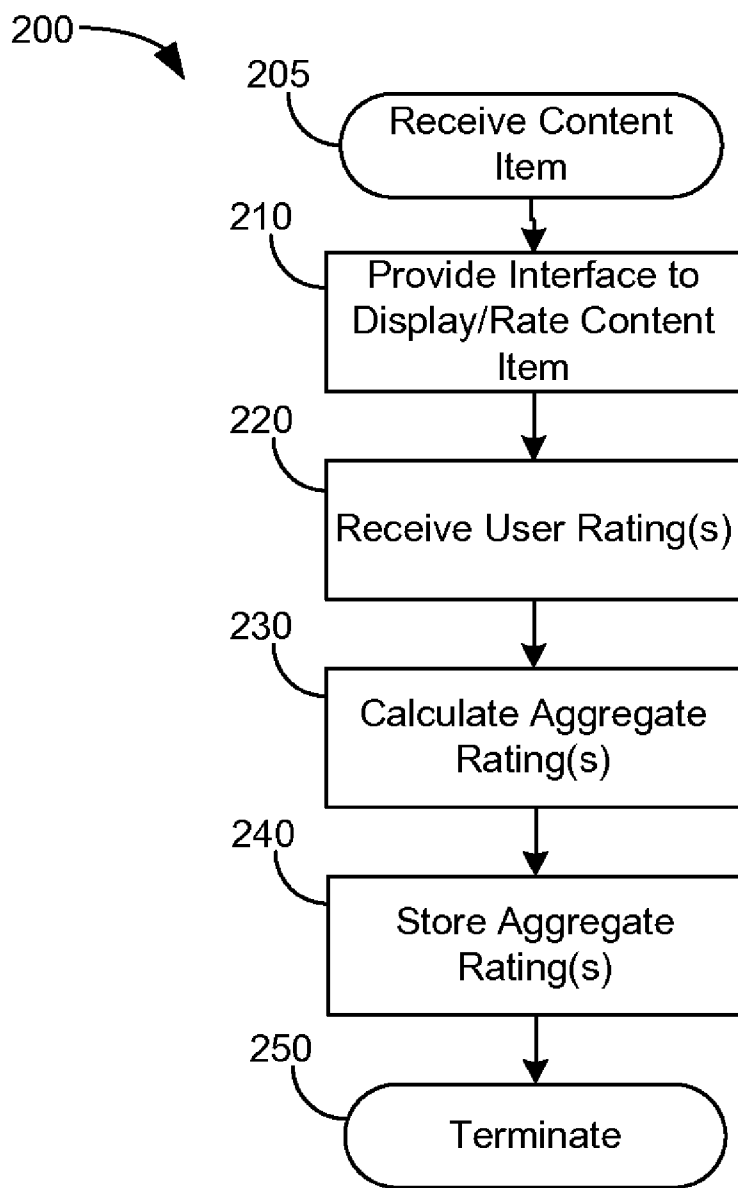 200
205
Receive Content
Item
210
Provide Interface to
Display/Rate Content
Item
220
Receive User Rating(s)
230
Calculate Aggregate
Rating(s)
240
Store Aggregate
Rating(s)
250
Terminate